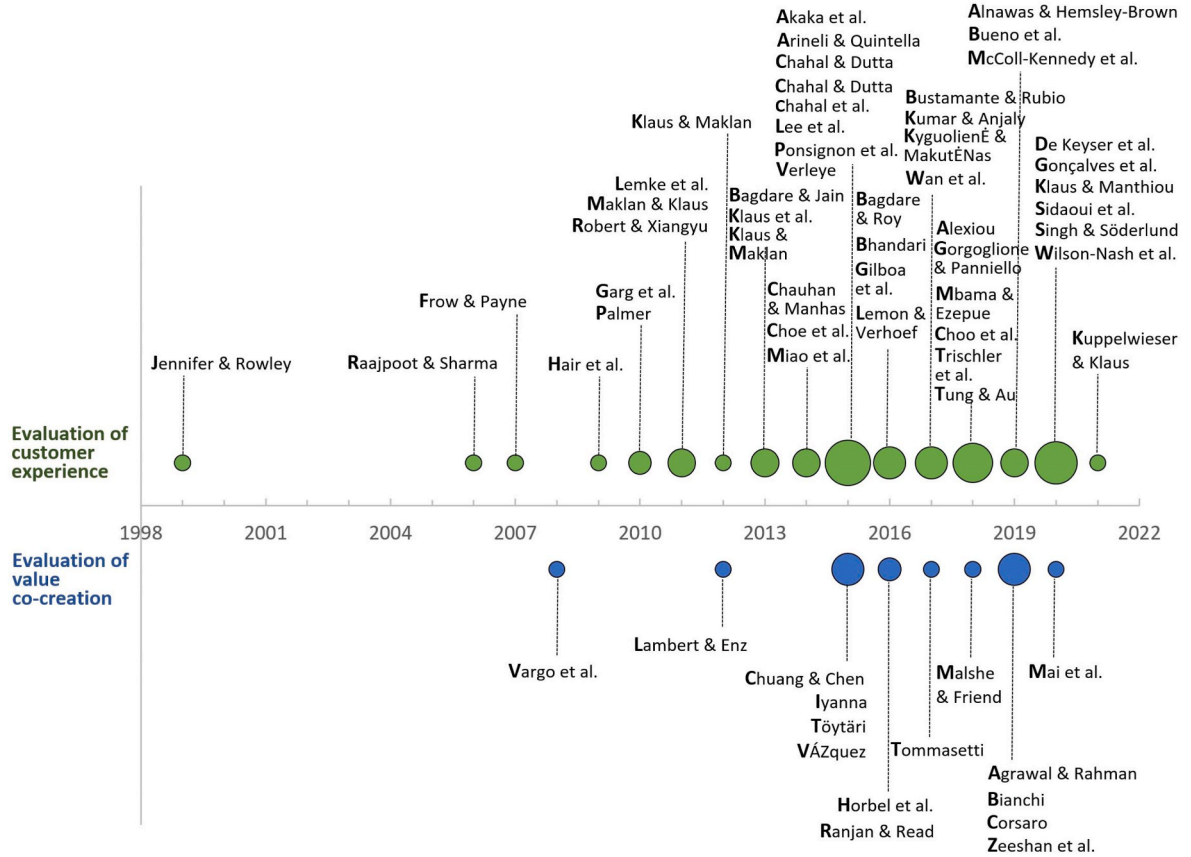 Akaka et al.
Arineli & Quintella
Chahal & Dutta
Chahal & Dutta
Chahal et al.
Lee et al.
Ponsignon et al.
Verleye
Alnawas & Hemsley-Brown
Bueno et al.
McColl-Kennedy et al.
Klaus & Maklan
Bustamante & Rubio
Kumar & Anjaly
KyguolienĖ &
MakutĖNas
Wan et al.
De Keyser et al.
Gonçalves et al.
Klaus & Manthiou
Sidaoui et al.
Singh & Söderlund
Wilson-Nash et al.
Lemke et al.
Maklan & Klaus
Robert & Xiangyu
Bagdare & Jain
Klaus et al.
Klaus &
Maklan
Bagdare
& Roy
Bhandari
Gilboa
et al.
Lemon &
Verhoef
Alexiou
Gorgoglione
& Panniello
Mbama &
Ezepue
Choo et al.
Trischler
et al.
Tung & Au
Frow & Payne
Garg et al.
Palmer
Chauhan
& Manhas
Choe et al.
Miao et al.
Kuppelwieser
& Klaus
Jennifer & Rowley
Raajpoot & Sharma
Hair et al.
Evaluation of
customer
experience
1998 2001 2004 2007 2010 2013 2016 2019 2022
Evaluation of
value
co-creation
Vargo et al.
Lambert & Enz
Chuang & Chen
Iyanna
Töytäri
VÁZquez
Malshe
& Friend
Mai et al.
Tommasetti
Horbel et al.
Ranjan & Read
Agrawal & Rahman
Bianchi
Corsaro
Zeeshan et al.